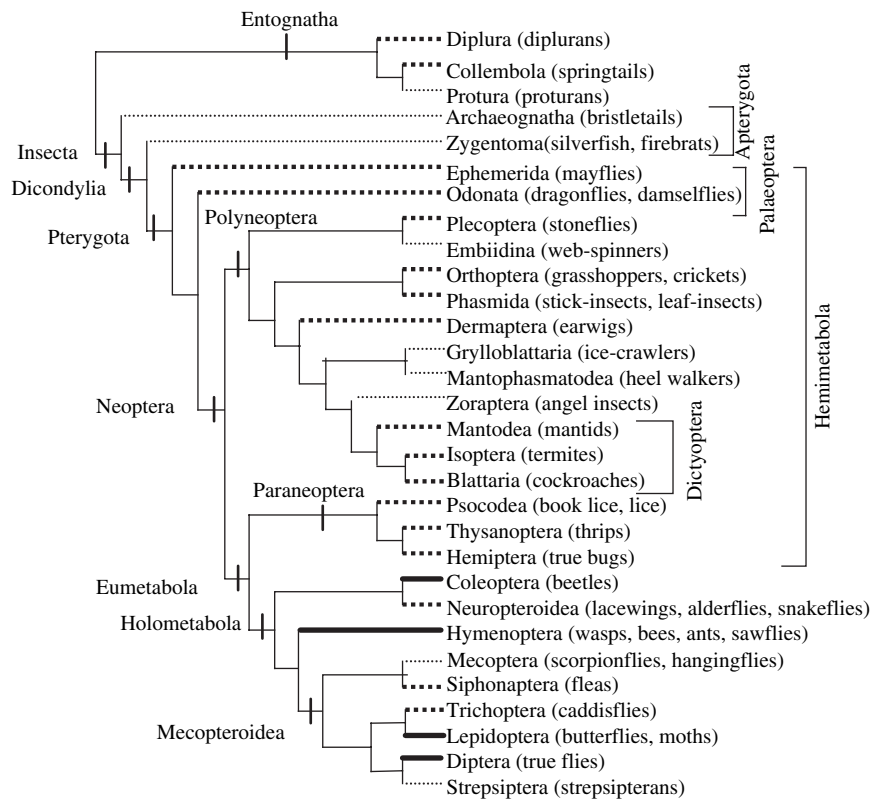 Entognatha
Diplura (diplurans)
Collembola (springtails)
Protura (proturans)
Archaeognatha (bristletails)
Apterygota
Insecta
Zygentoma(silverfish, firebrats)
Dicondylia
Ephemerida (mayflies)
Odonata (dragonflies, damselflies)
Palaeoptera
Pterygota
Polyneoptera
Plecoptera (stoneflies)
Embiidina (web-spinners)
Orthoptera (grasshoppers, crickets)
Phasmida (stick-insects, leaf-insects)
Dermaptera (earwigs)
Hemimetabola
Grylloblattaria (ice-crawlers)
Mantophasmatodea (heel walkers)
Neoptera
Zoraptera (angel insects)
Mantodea (mantids)
Isoptera (termites)
Blattaria (cockroaches)
Dictyoptera
Paraneoptera
Psocodea (book lice, lice)
Thysanoptera (thrips)
Hemiptera (true bugs)
Eumetabola
Coleoptera (beetles)
Neuropteroidea (lacewings, alderflies, snakeflies)
Holometabola
Hymenoptera (wasps, bees, ants, sawflies)
Mecoptera (scorpionflies, hangingflies)
Siphonaptera (fleas)
Trichoptera (caddisflies)
Mecopteroidea
Lepidoptera (butterflies, moths)
Diptera (true flies)
Strepsiptera (strepsipterans)